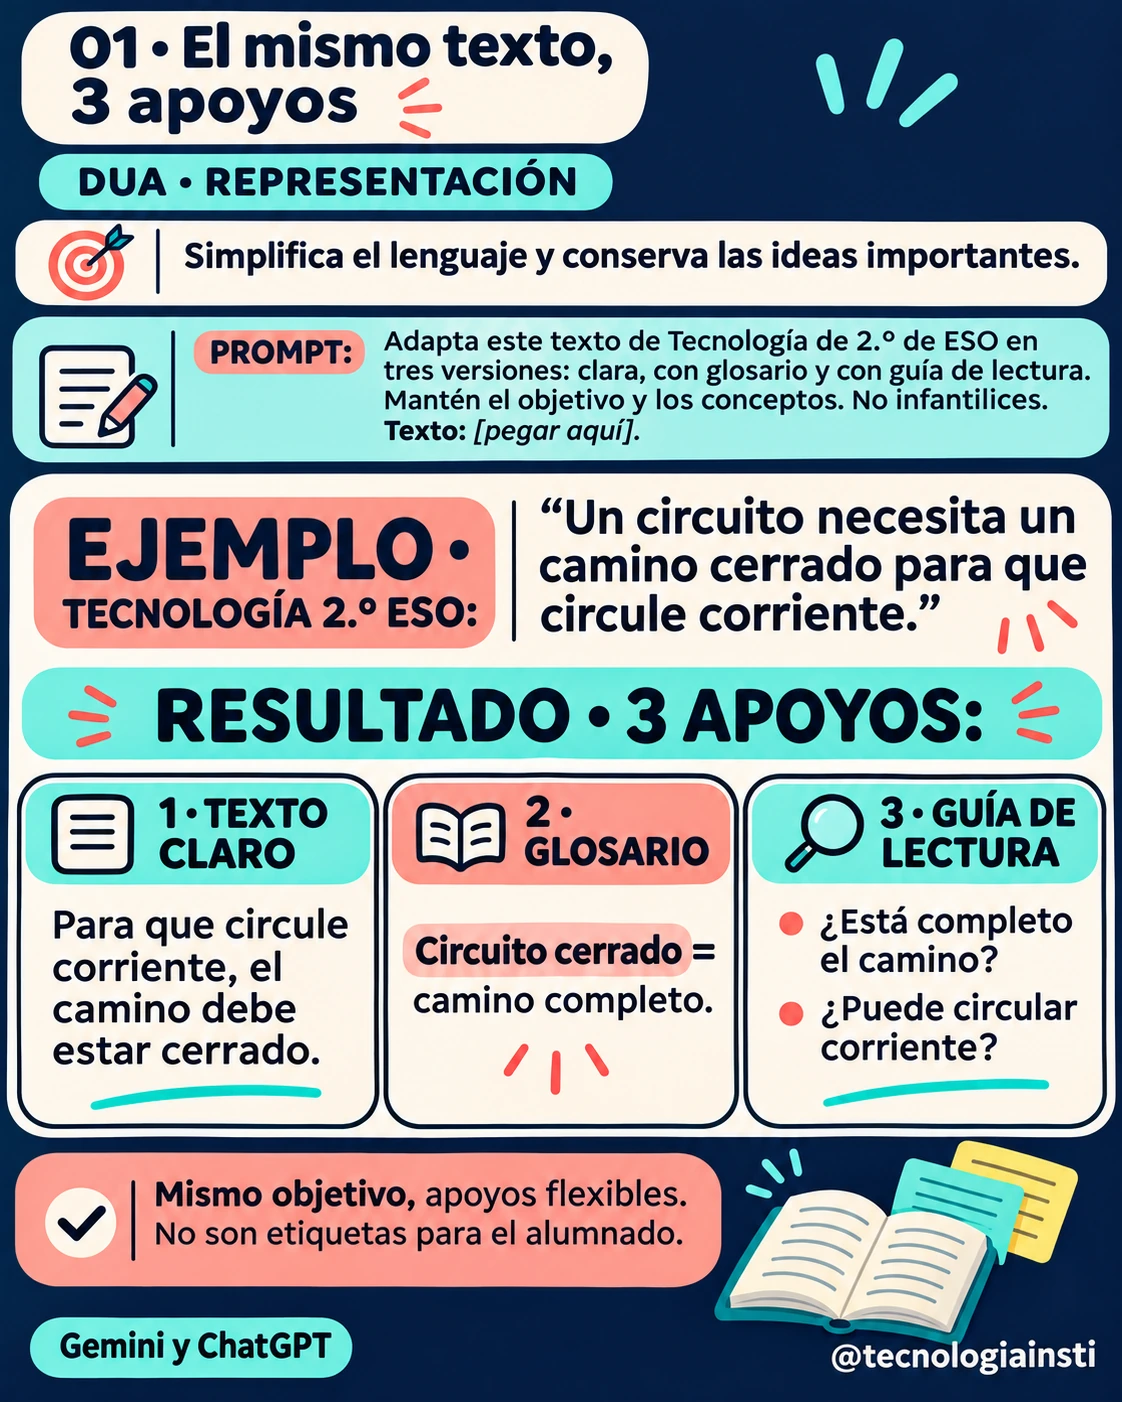 01 • El mismo texto,
3 apoyos
DUA • REPRESENTACIÓN
Simplifica el lenguaje y conserva las ideas importantes.
PROMPT:
Adapta este texto de Tecnología de 2.º de ESO en
tres versiones: clara, con glosario y con guía de lectura.
Mantén el objetivo y los conceptos. No infantilices.
Texto: [pegar aquí].
EJEMPLO •
TECNOLOGÍA 2.º ESO:
“Un circuito necesita un
camino cerrado para que
circule corriente.”
RESULTADO • 3 APOYOS:
1 • TEXTO
CLARO
Para que circule
corriente, el
camino debe
estar cerrado.
2 •
GLOSARIO
Circuito cerrado =
camino completo.
3 • GUÍA DE
LECTURA
• ¿Está completo
el camino?
• ¿Puede circular
corriente?
Mismo objetivo, apoyos flexibles.
No son etiquetas para el alumnado.
Gemini y ChatGPT
@tecnologiainsti